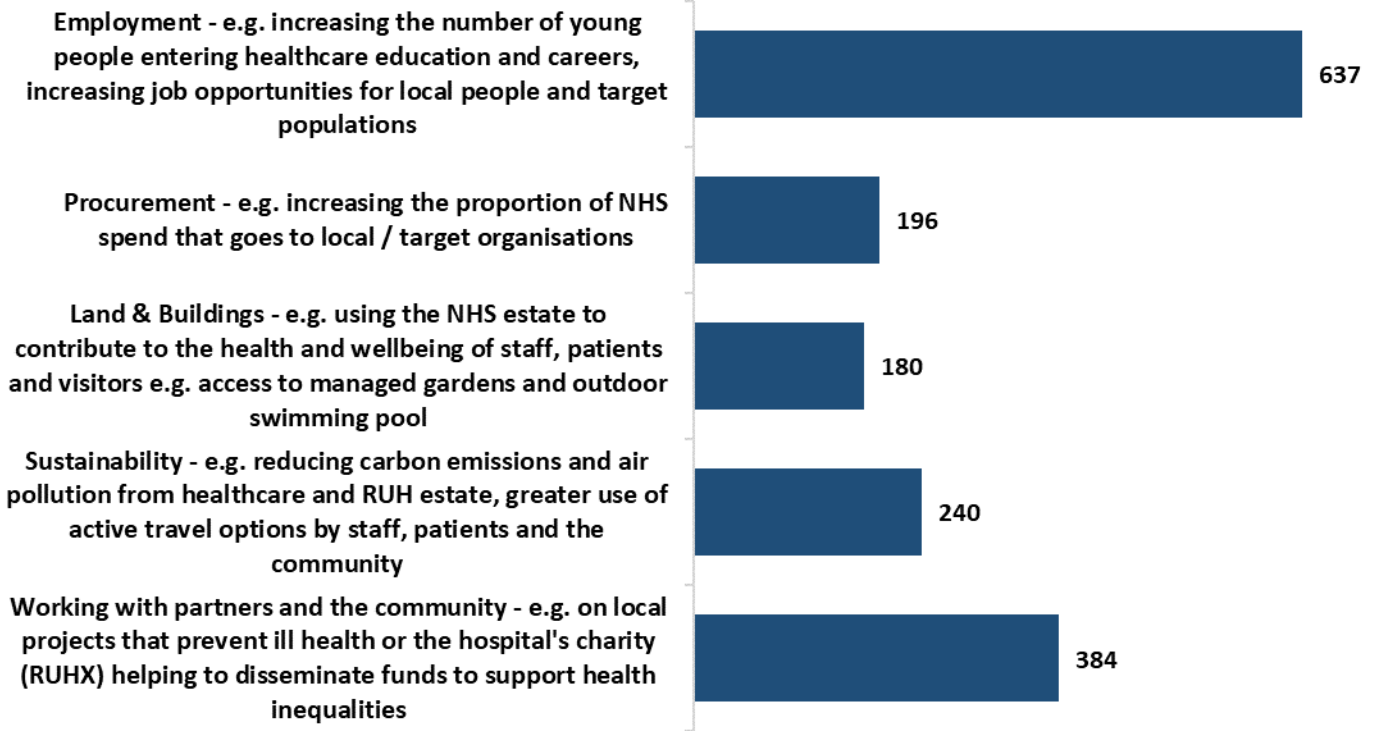 Employment - e.g. increasing the number of young
people entering healthcare education and careers,
increasing job opportunities for local people and target
populations
637
Procurement - e.g. increasing the proportion of NHS
spend that goes to local / target organisations
196
Land & Buildings - e.g. using the NHS estate to
contribute to the health and wellbeing of staff, patients
and visitors e.g. access to managed gardens and outdoor
swimming pool
180
Sustainability - e.g. reducing carbon emissions and air
pollution from healthcare and RUH estate, greater use of
active travel options by staff, patients and the
community
240
Working with partners and the community - e.g. on local
projects that prevent ill health or the hospital's charity
(RUHX) helping to disseminate funds to support health
inequalities
384